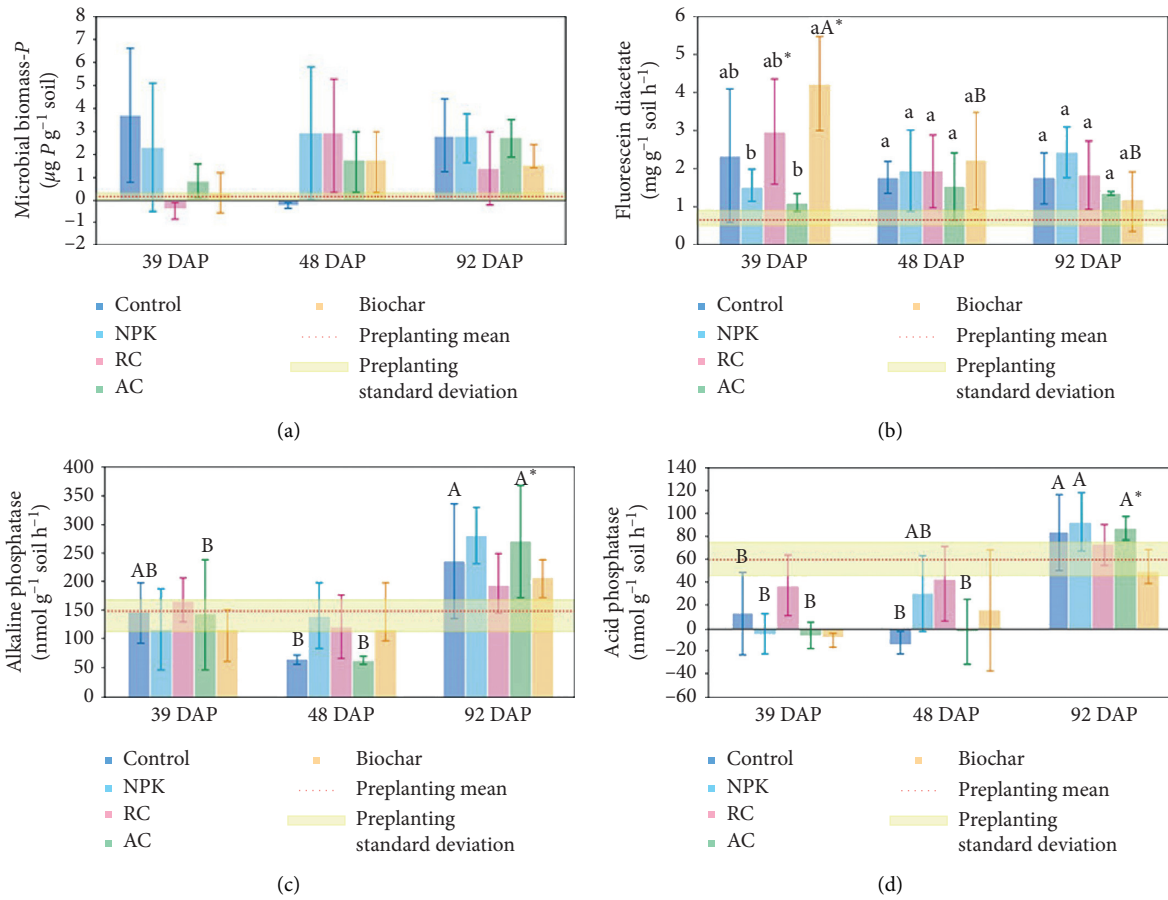 Microbial biomass-P
(μg P g⁻¹ soil)
8
7
6
5
4
3
2
1
0
−1
−2
39 DAP 48 DAP 92 DAP
Control
NPK
RC
AC
Biochar
Preplanting mean
Preplanting
standard deviation
(a)
Fluorescein diacetate
(mg g⁻¹ soil h⁻¹)
6
5
4
3
2
1
0
ab b ab* b aA*
a a a a aB
a a a a aB
39 DAP 48 DAP 92 DAP
Control
NPK
RC
AC
Biochar
Preplanting mean
Preplanting
standard deviation
(b)
Alkaline phosphatase
(nmol g⁻¹ soil h⁻¹)
400
350
300
250
200
150
100
50
0
AB B
B B
A A*
39 DAP 48 DAP 92 DAP
Control
NPK
RC
AC
Biochar
Preplanting mean
Preplanting
standard deviation
(c)
Acid phosphatase
(nmol g⁻¹ soil h⁻¹)
140
120
100
80
60
40
20
0
−20
−40
−60
B B B
B AB B
A A A*
39 DAP 48 DAP 92 DAP
Control
NPK
RC
AC
Biochar
Preplanting mean
Preplanting
standard deviation
(d)